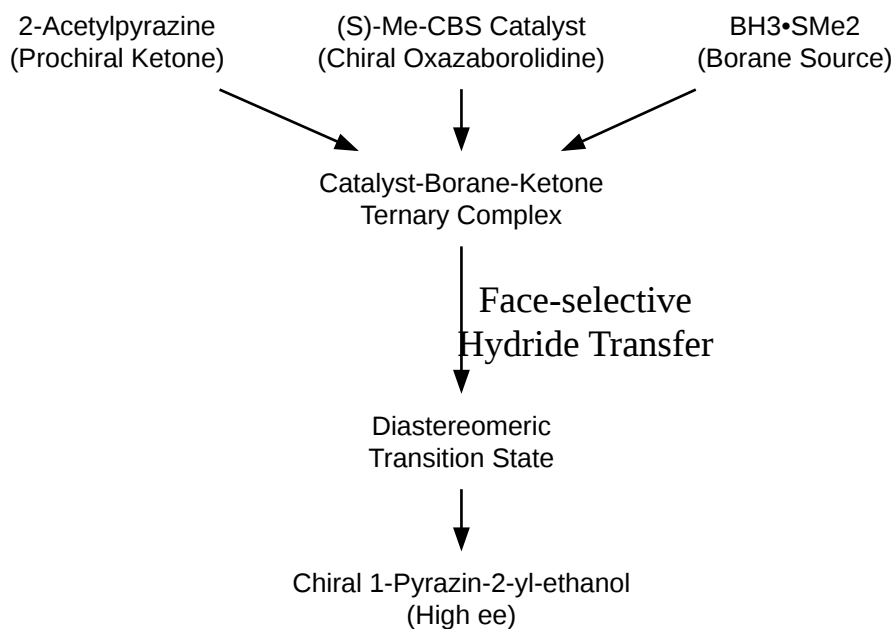 2-Acetylpyrazine
(Prochiral Ketone)
(S)-Me-CBS Catalyst
(Chiral Oxazaborolidine)
BH3•SMe2
(Borane Source)
Catalyst-Borane-Ketone
Ternary Complex
Face-selective
Hydride Transfer
Diastereomeric
Transition State
Chiral 1-Pyrazin-2-yl-ethanol
(High ee)